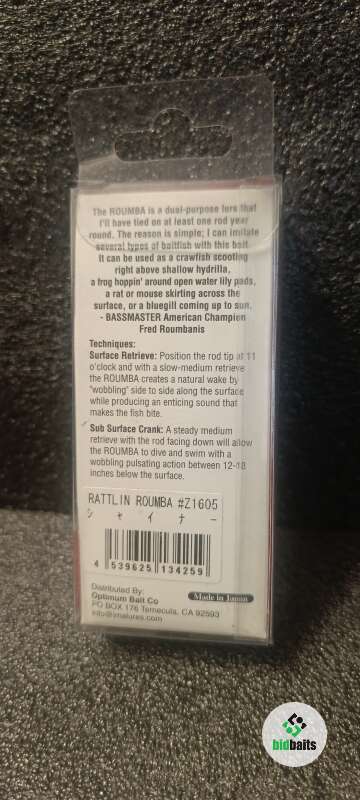 The ROUMBA is a dual-purpose lure that
I'll have tied on at least one rod year
round. The reason is simple; I can imitate
several types of baitfish with this bait.
It can be used as a crawfish scooting
right above shallow hydrilla,
a frog hoppin' around open water lily pads,
a rat or mouse skirting across the
surface, or a bluegill coming up to sun.
- BASSMASTER American Champion
Fred Roumbanis
Techniques:
Surface Retrieve: Position the rod tip at 11
o'clock and with a slow-medium retrieve
the ROUMBA creates a natural wake by
"wobbling" side to side along the surface
while producing an enticing sound that
makes the fish bite.
Sub Surface Crank: A steady medium
retrieve with the rod facing down will allow
the ROUMBA to dive and swim with a
wobbling pulsating action between 12-18
inches below the surface.
RATTLIN ROUMBA #Z1605
シャイナー
4 539625 134259
Distributed By:
Optimum Bait Co
PO BOX 176 Temecula, CA 92593
info@imalures.com
Made in Japan
bidbaits